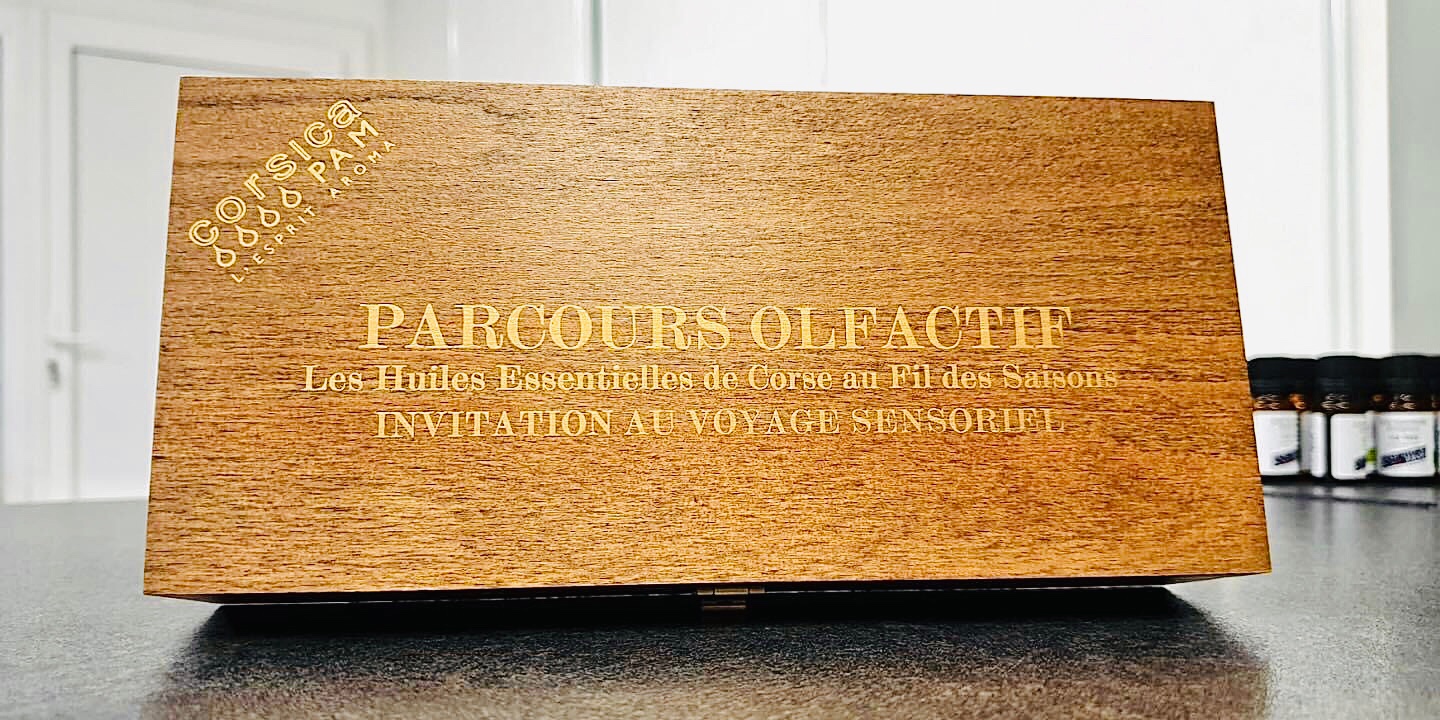 corsica
PAM
L'ESPRIT AROMA
PARCOURS OLFACTIF
Les Huiles Essentielles de Corse au Fil des Saisons
INVITATION AU VOYAGE SENSORIEL